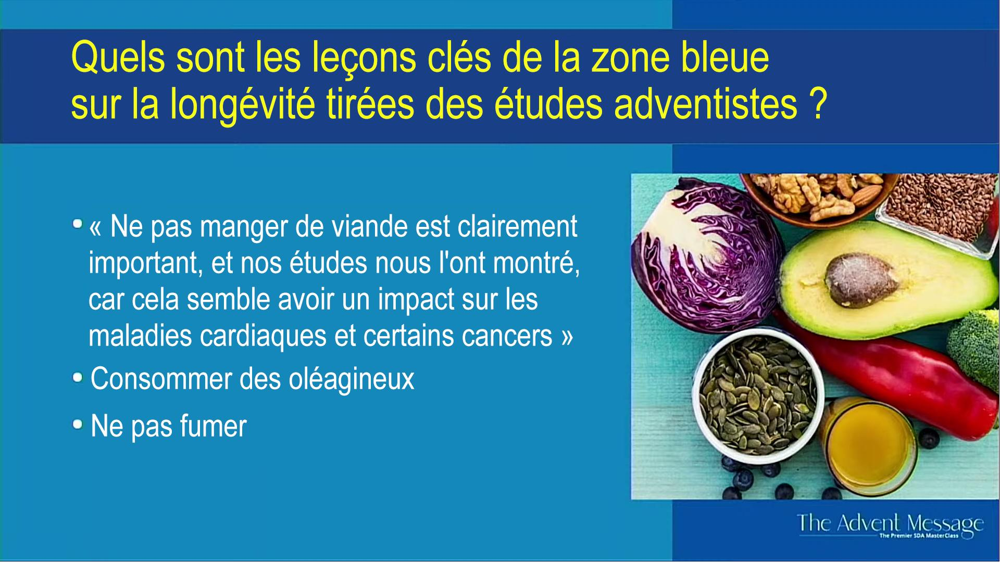 Quels sont les leçons clés de la zone bleue
sur la longévité tirées des études adventistes ?
• « Ne pas manger de viande est clairement
important, et nos études nous l'ont montré,
car cela semble avoir un impact sur les
maladies cardiaques et certains cancers »
• Consommer des oléagineux
• Ne pas fumer
The Advent Message
The Premier SDA MasterClass